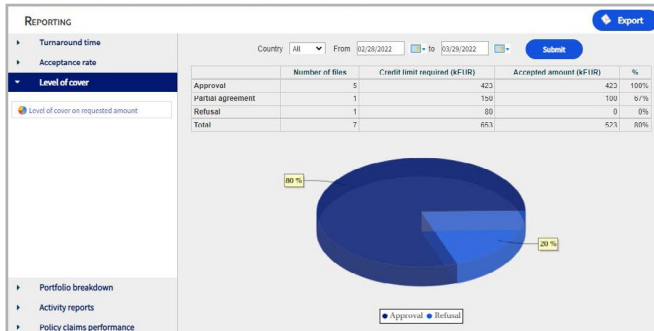 REPORTING
Export
Turnaround time
Acceptance rate
Level of cover
Level of cover on requested amount
Country All From 02/28/2022 to 03/29/2022 Submit
Number of files Credit limit required (kEUR) Accepted amount (kEUR) %
Approval 5 423 423 100%
Partial agreement 1 150 100 67%
Refusal 1 80 0 0%
Total 7 653 523 80%
80 %
20 %
Approval Refusal
Portfolio breakdown
Activity reports
Policy claims performance